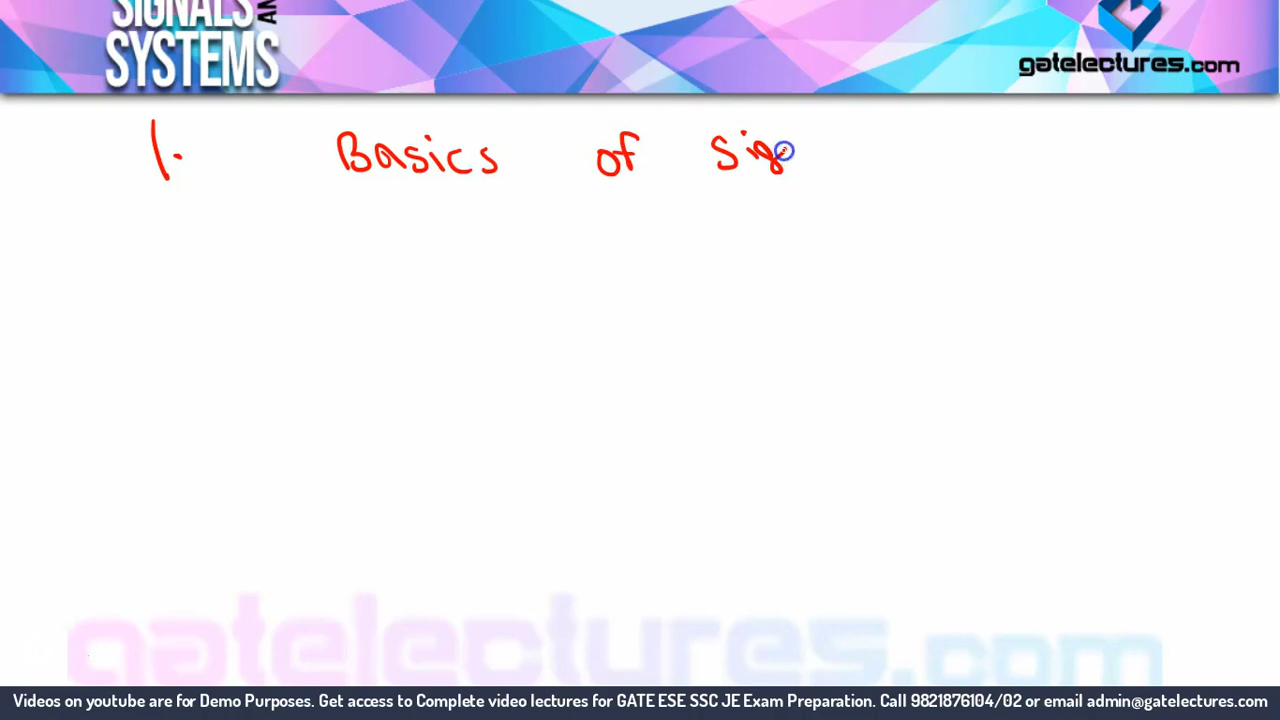 SIGNALS AND
SYSTEMS
gatelectures.com
1. Basics of Sig
gatelectures.com
Videos on youtube are for Demo Purposes. Get access to Complete video lectures for GATE ESE SSC JE Exam Preparation. Call 9821876104/02 or email admin@gatelectures.com